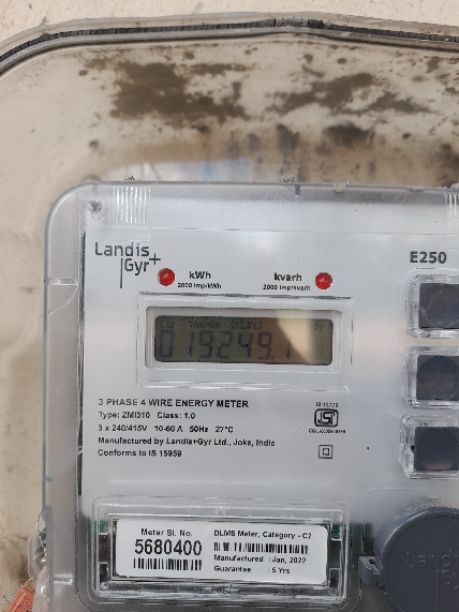 Landis
Gyr+
E250
kWh
2000 imp/kWh
kvarh
2000 imp/kvarh
019249.1
3 PHASE 4 WIRE ENERGY METER
Type: ZMI310 Class: 1.0
3 x 240/415V 10-60 A 50Hz 27°C
Manufactured by Landis+Gyr Ltd., Joka, India
Conforms to IS 15959
IS 13779
Meter Sl. No.
5680400
DLMS Meter, Category - C2
Manufactured : Jan, 2022
Guarantee : 5 Yrs